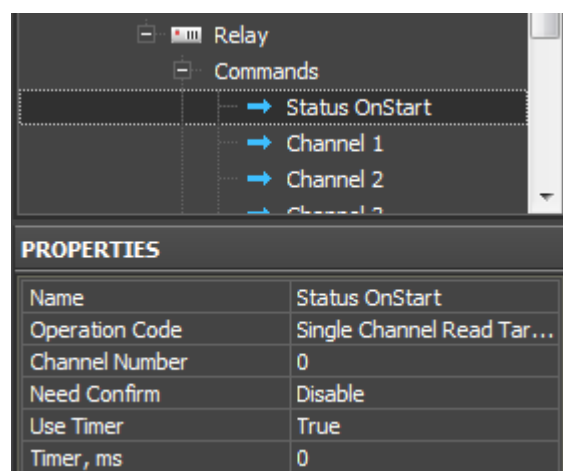 Relay
Commands
Status OnStart
Channel 1
Channel 2
PROPERTIES
Name Status OnStart
Operation Code Single Channel Read Tar...
Channel Number 0
Need Confirm Disable
Use Timer True
Timer, ms 0